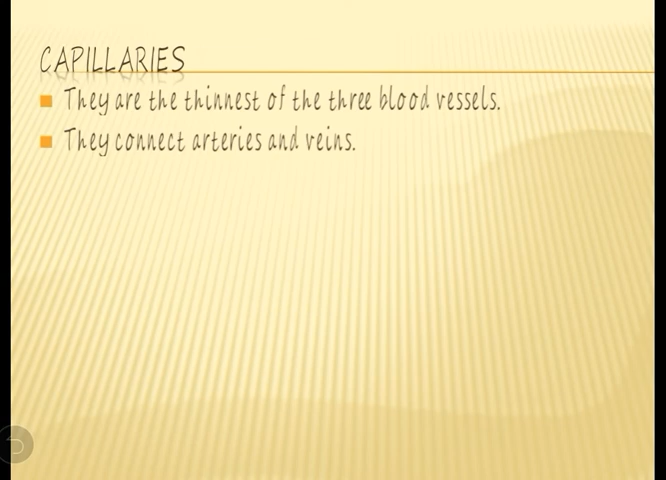 CAPILLARIES
They are the thinnest of the three blood vessels.
They connect arteries and veins.